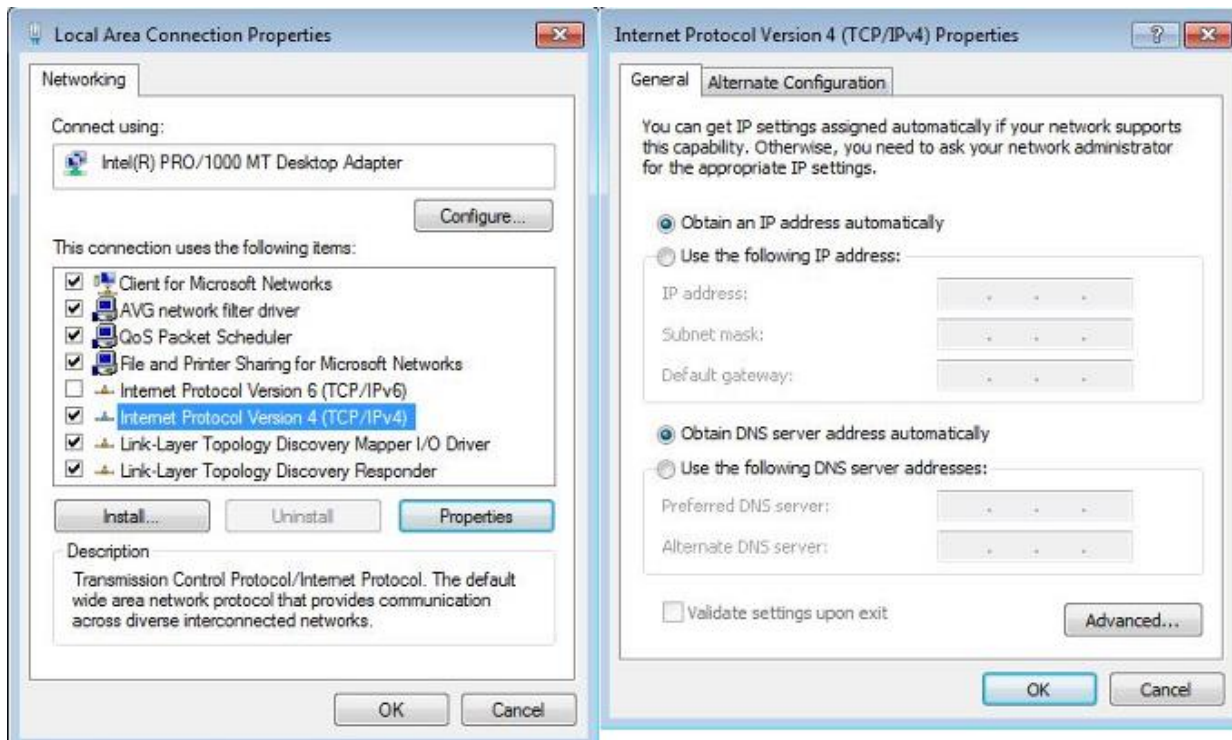 Local Area Connection Properties
Networking
Connect using:
Intel(R) PRO/1000 MT Desktop Adapter
Configure...
This connection uses the following items:
Client for Microsoft Networks
AVG network filter driver
QoS Packet Scheduler
File and Printer Sharing for Microsoft Networks
Internet Protocol Version 6 (TCP/IPv6)
Internet Protocol Version 4 (TCP/IPv4)
Link-Layer Topology Discovery Mapper I/O Driver
Link-Layer Topology Discovery Responder
Install...
Uninstall
Properties
Description
Transmission Control Protocol/Internet Protocol. The default
wide area network protocol that provides communication
across diverse interconnected networks.
OK
Cancel
Internet Protocol Version 4 (TCP/IPv4) Properties
General
Alternate Configuration
You can get IP settings assigned automatically if your network supports
this capability. Otherwise, you need to ask your network administrator
for the appropriate IP settings.
Obtain an IP address automatically
Use the following IP address:
IP address:
Subnet mask:
Default gateway:
Obtain DNS server address automatically
Use the following DNS server addresses:
Preferred DNS server:
Alternate DNS server:
Validate settings upon exit
Advanced...
OK
Cancel